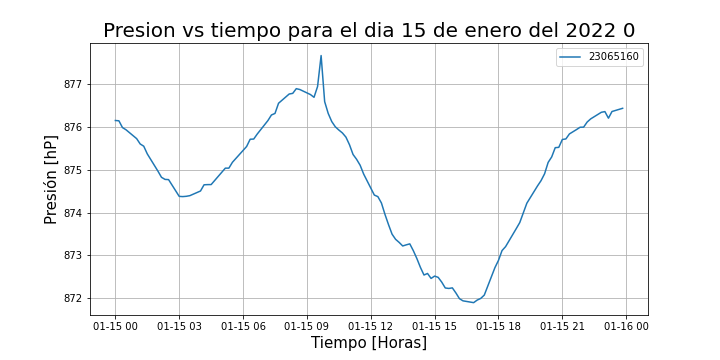 Presion vs tiempo para el dia 15 de enero del 2022 0
23065160
877
876
875
874
873
872
Presión [hP]
01-15 00 01-15 03 01-15 06 01-15 09 01-15 12 01-15 15 01-15 18 01-15 21 01-16 00
Tiempo [Horas]